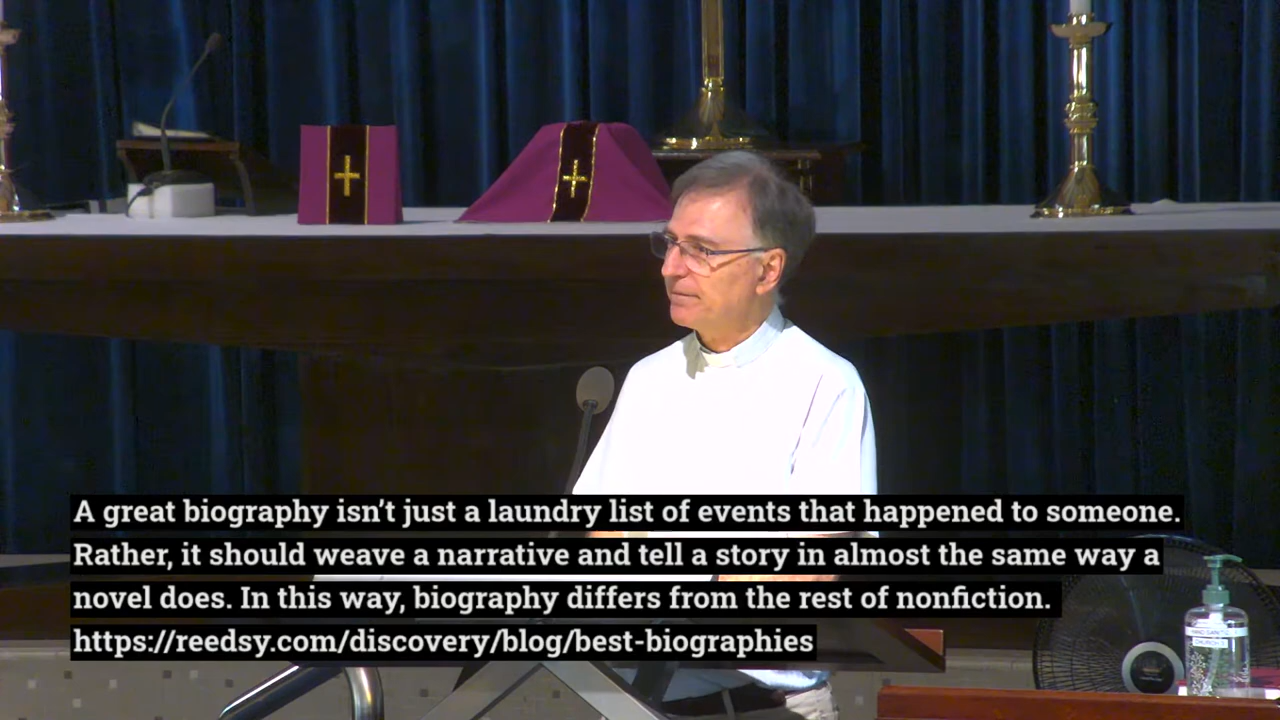 A great biography isn't just a laundry list of events that happened to someone.
Rather, it should weave a narrative and tell a story in almost the same way a
novel does. In this way, biography differs from the rest of nonfiction.
https://reedsy.com/discovery/blog/best-biographies